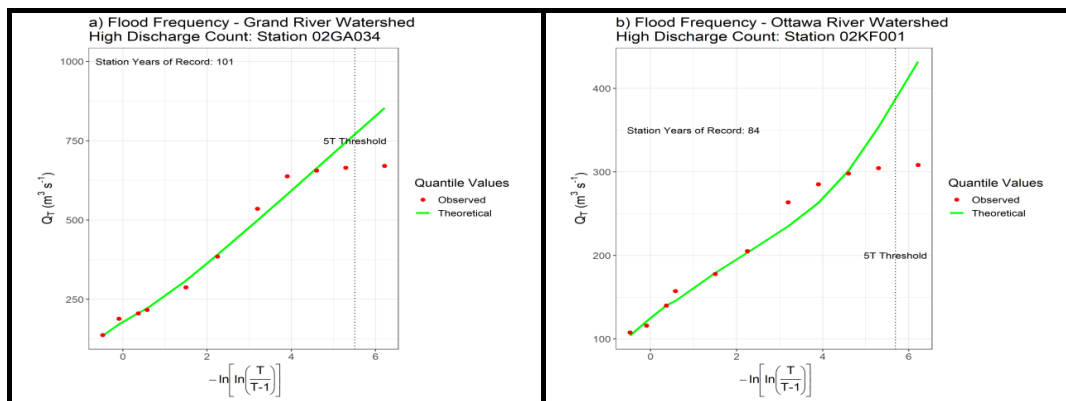 a) Flood Frequency - Grand River Watershed
High Discharge Count: Station 02GA034
Station Years of Record: 101
1000
750
500
250
5T Threshold
Q_T (m³ s⁻¹)
0
2
4
6
−ln[ln(T/T-1)]
Quantile Values
Observed
Theoretical
b) Flood Frequency - Ottawa River Watershed
High Discharge Count: Station 02KF001
Station Years of Record: 84
400
300
200
100
5T Threshold
Q_T (m³ s⁻¹)
0
2
4
6
−ln[ln(T/T-1)]
Quantile Values
Observed
Theoretical